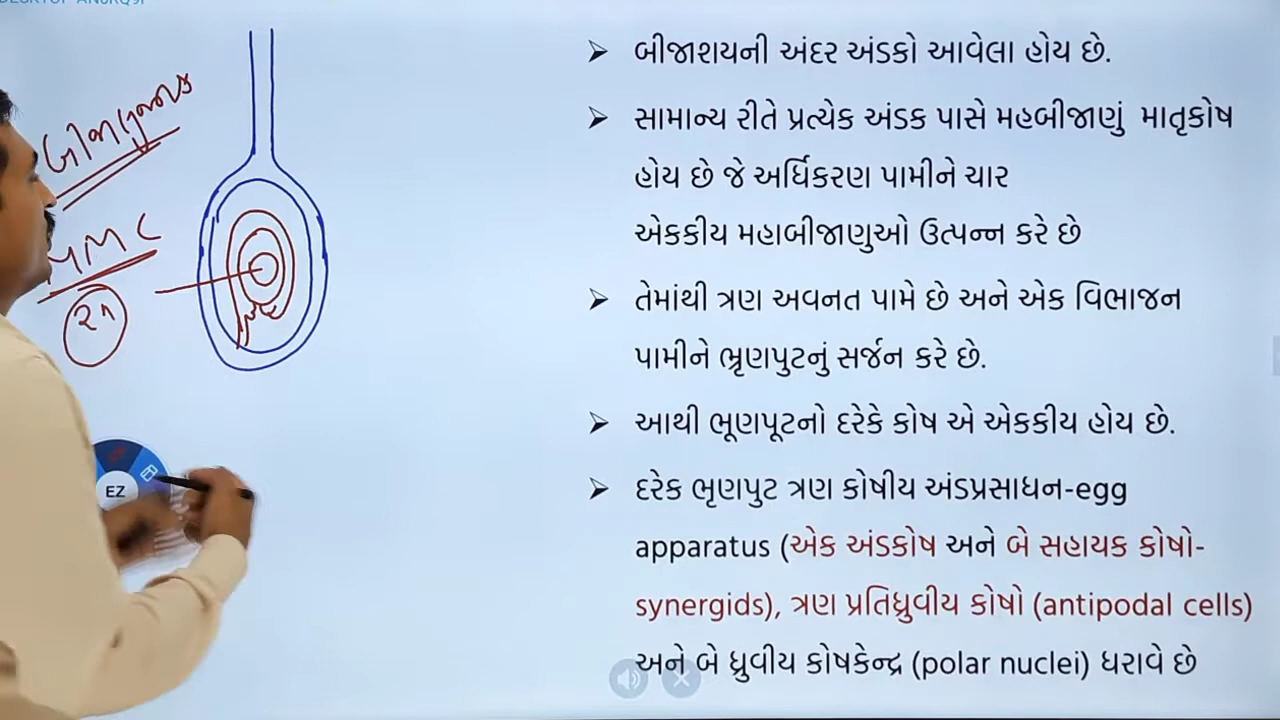 બીજાશયની અંદર અંડકો આવેલા હોય છે.
સામાન્ય રીતે પ્રત્યેક અંડક પાસે મહબીજાણું માતૃકોષ
હોય છે જે અર્ધિકરણ પામીને ચાર
એકકીય મહાબીજાણુઓ ઉત્પન્ન કરે છે
તેમાંથી ત્રણ અવનત પામે છે અને એક વિભાજન
પામીને ભ્રૂણપુટનું સર્જન કરે છે.
આથી ભૂણપૂટનો દરેકે કોષ એ એકકીય હોય છે.
દરેક ભૃણપુટ ત્રણ કોષીય અંડપ્રસાધન-egg
apparatus (એક અંડકોષ અને બે સહાયક કોષો-
synergids), ત્રણ પ્રતિધ્રુવીય કોષો (antipodal cells)
અને બે ધ્રુવીય કોષકેન્દ્ર (polar nuclei) ધરાવે છે
MMC
2n
EZ